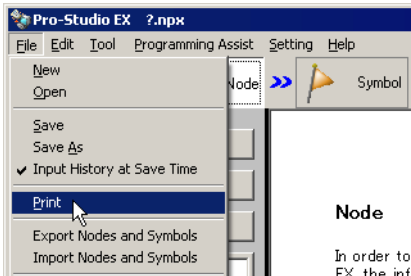 Pro-Studio EX ?.npx
File Edit Tool Programming Assist Setting Help
New
Open
Node
Symbol
Save
Save As
Input History at Save Time
Print
Export Nodes and Symbols
Import Nodes and Symbols
Node
In order to
EX, the inf